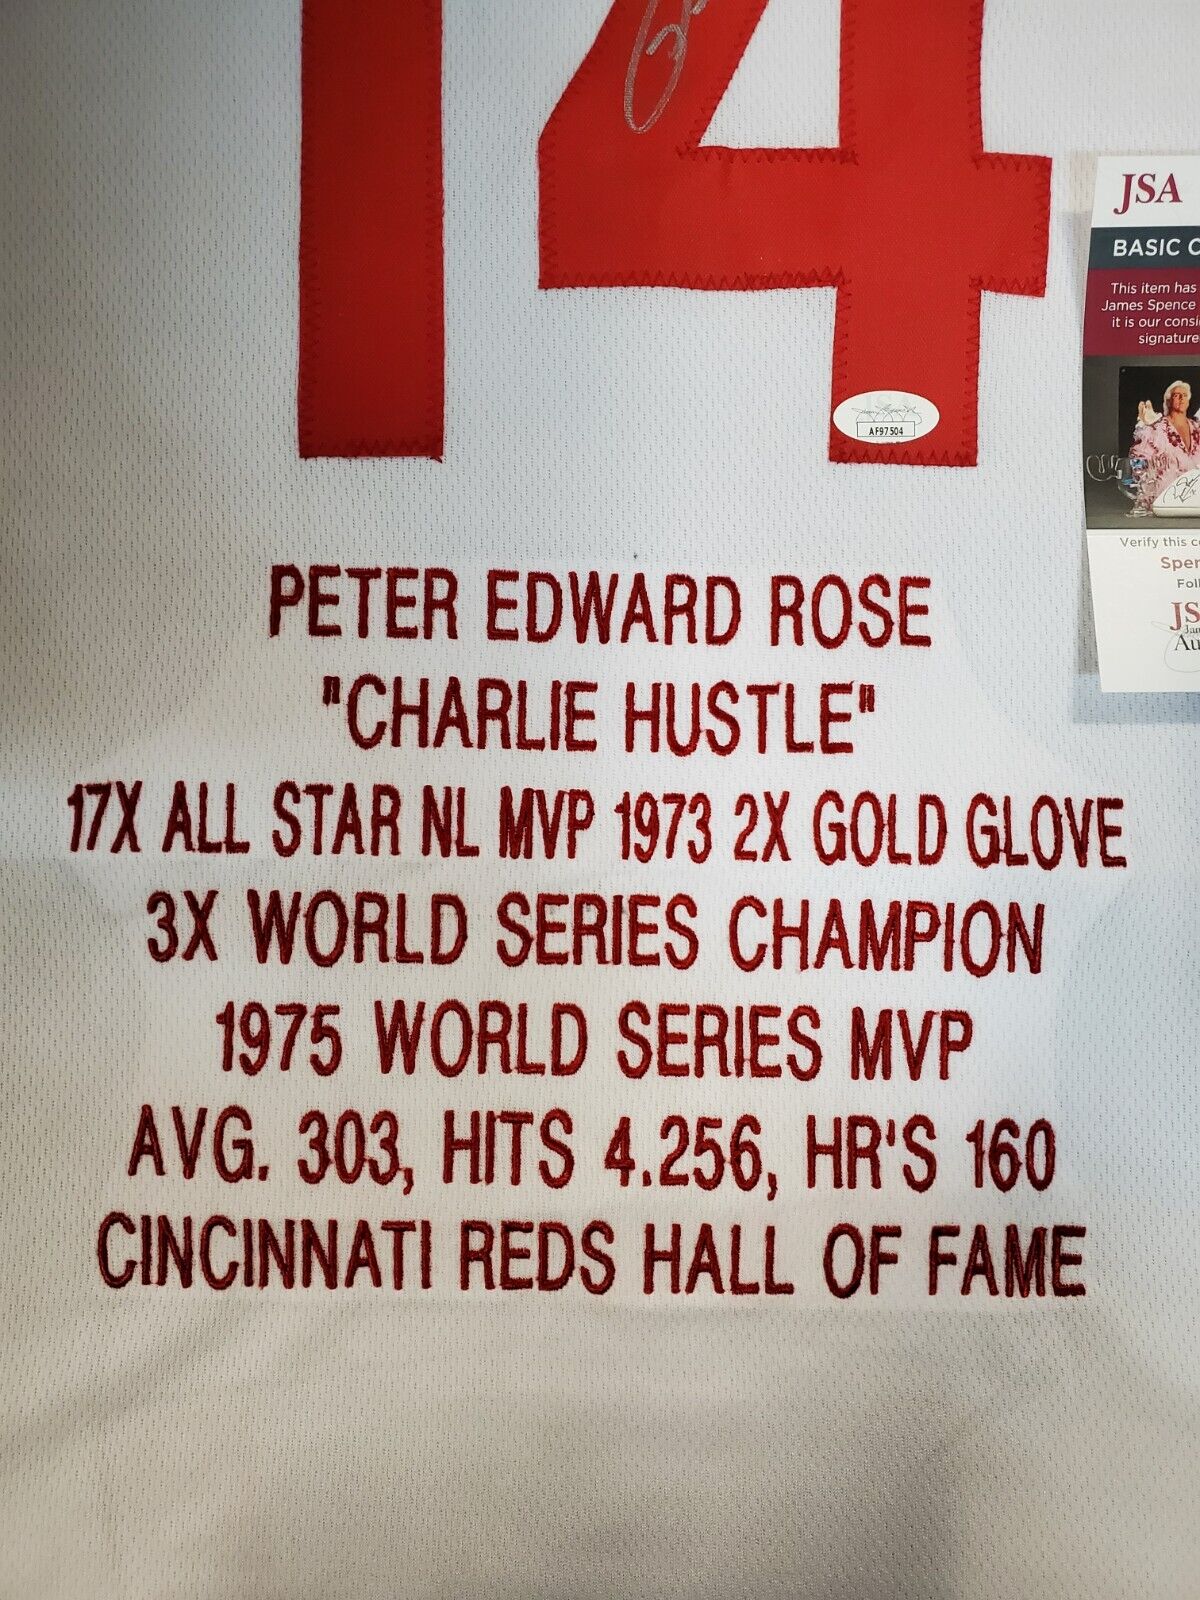 14
JSA
BASIC
This item has
James Spence
it is our
signature
AF97504
Verify this
JSA
PETER EDWARD ROSE
"CHARLIE HUSTLE"
17X ALL STAR NL MVP 1973 2X GOLD GLOVE
3X WORLD SERIES CHAMPION
1975 WORLD SERIES MVP
AVG. 303, HITS 4.256, HR'S 160
CINCINNATI REDS HALL OF FAME